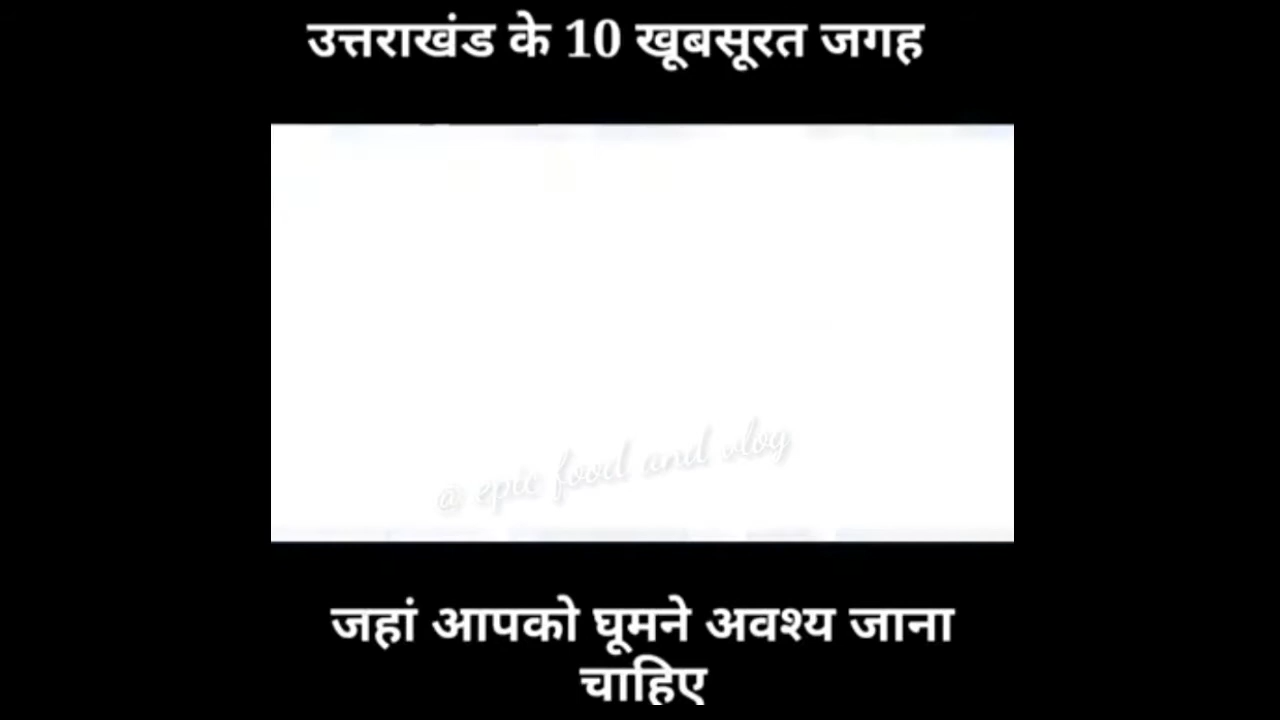 उत्तराखंड के 10 खूबसूरत जगह
@ epic food and vlog
जहां आपको घूमने अवश्य जाना
चाहिए